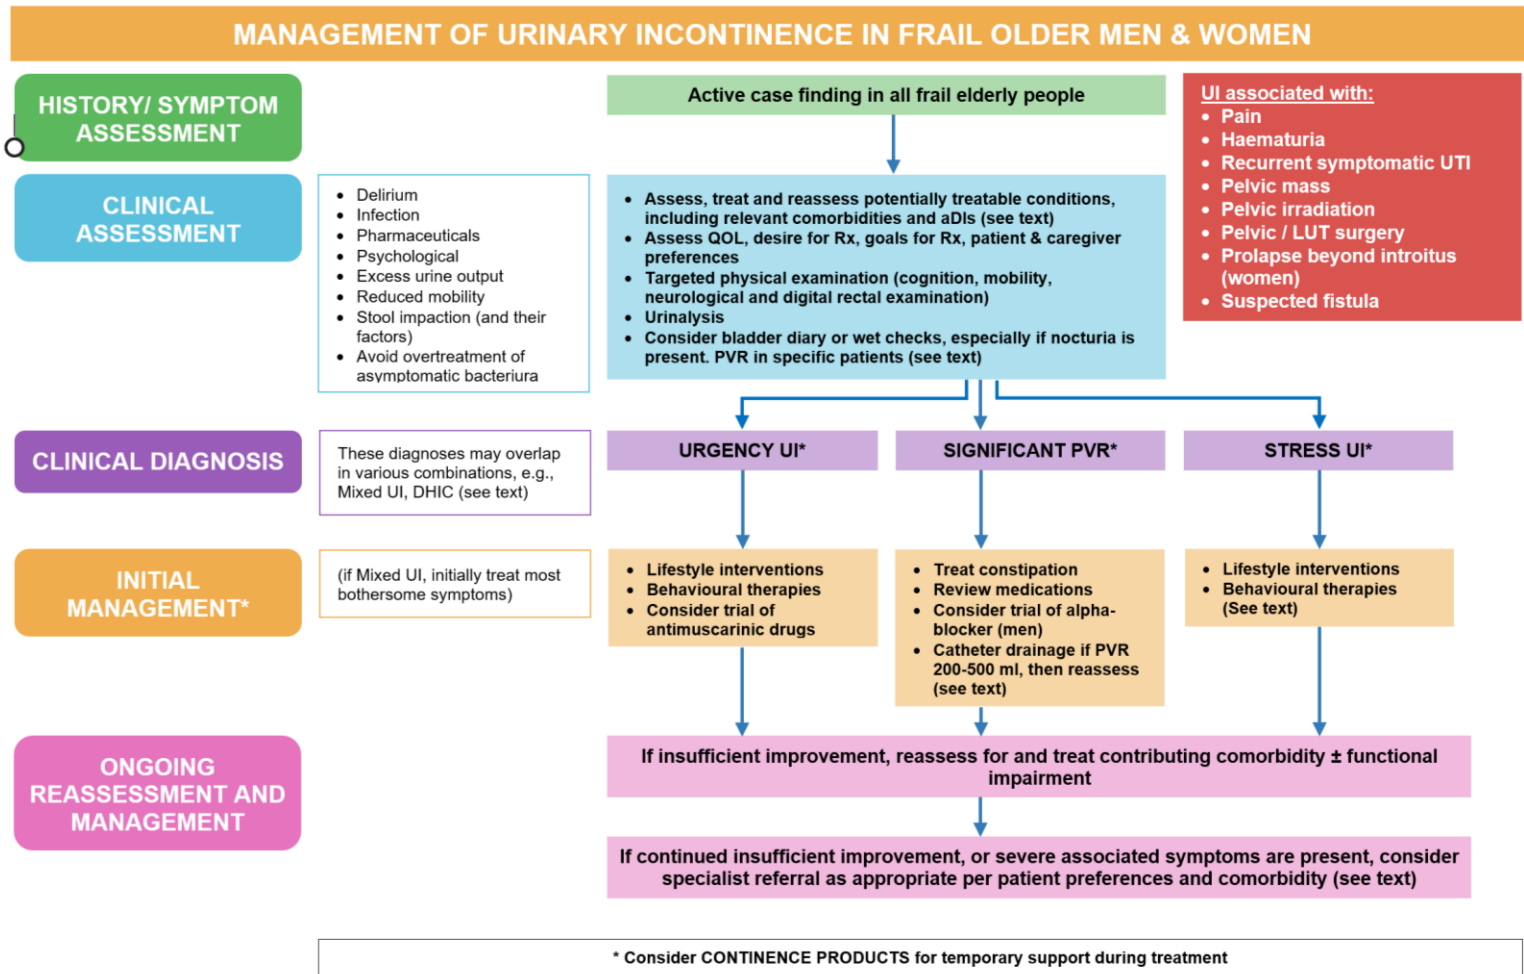 MANAGEMENT OF URINARY INCONTINENCE IN FRAIL OLDER MEN & WOMEN
HISTORY/ SYMPTOM
ASSESSMENT
Active case finding in all frail elderly people
UI associated with:
• Pain
• Haematuria
• Recurrent symptomatic UTI
• Pelvic mass
• Pelvic irradiation
• Pelvic / LUT surgery
• Prolapse beyond introitus
(women)
• Suspected fistula
CLINICAL
ASSESSMENT
• Delirium
• Infection
• Pharmaceuticals
• Psychological
• Excess urine output
• Reduced mobility
• Stool impaction (and their
factors)
• Avoid overtreatment of
asymptomatic bacteriura
• Assess, treat and reassess potentially treatable conditions,
including relevant comorbidities and aDIs (see text)
• Assess QOL, desire for Rx, goals for Rx, patient & caregiver
preferences
• Targeted physical examination (cognition, mobility,
neurological and digital rectal examination)
• Urinalysis
• Consider bladder diary or wet checks, especially if nocturia is
present. PVR in specific patients (see text)
CLINICAL DIAGNOSIS
These diagnoses may overlap
in various combinations, e.g.,
Mixed UI, DHIC (see text)
URGENCY UI*
SIGNIFICANT PVR*
STRESS UI*
INITIAL
MANAGEMENT*
(if Mixed UI, initially treat most
bothersome symptoms)
• Lifestyle interventions
• Behavioural therapies
• Consider trial of
antimuscarinic drugs
• Treat constipation
• Review medications
• Consider trial of alpha-
blocker (men)
• Catheter drainage if PVR
200-500 ml, then reassess
(see text)
• Lifestyle interventions
• Behavioural therapies
(See text)
ONGOING
REASSESSMENT AND
MANAGEMENT
If insufficient improvement, reassess for and treat contributing comorbidity ± functional
impairment
If continued insufficient improvement, or severe associated symptoms are present, consider
specialist referral as appropriate per patient preferences and comorbidity (see text)
* Consider CONTINENCE PRODUCTS for temporary support during treatment